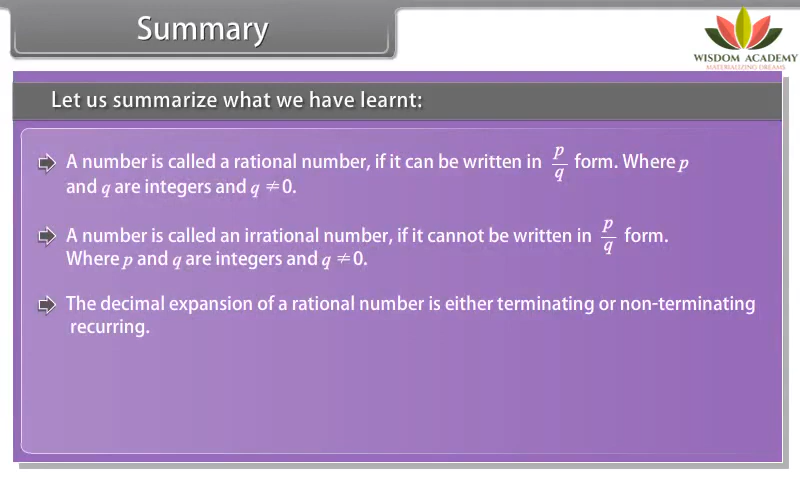 Summary
WISDOM ACADEMY
MATERIALIZING DREAMS
Let us summarize what we have learnt:
A number is called a rational number, if it can be written in p/q form. Where p
and q are integers and q ≠ 0.
A number is called an irrational number, if it cannot be written in p/q form.
Where p and q are integers and q ≠ 0.
The decimal expansion of a rational number is either terminating or non-terminating
recurring.